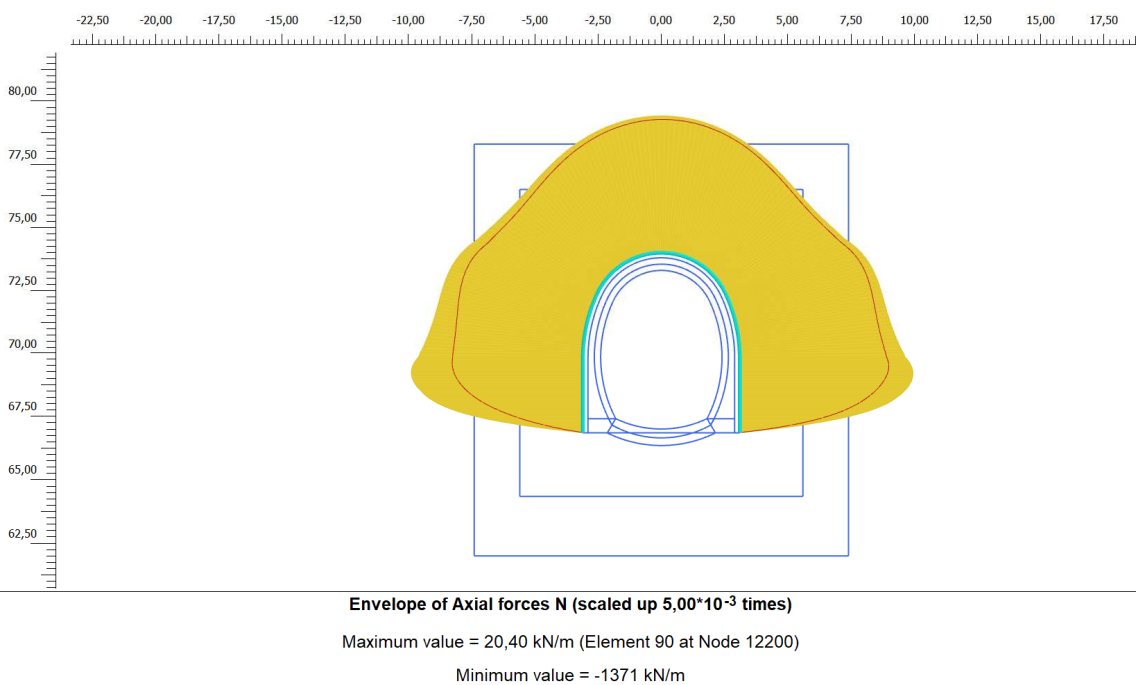 -22,50 -20,00 -17,50 -15,00 -12,50 -10,00 -7,50 -5,00 -2,50 0,00 2,50 5,00 7,50 10,00 12,50 15,00 17,50
80,00
77,50
75,00
72,50
70,00
67,50
65,00
62,50
Envelope of Axial forces N (scaled up 5,00*10-3 times)
Maximum value = 20,40 kN/m (Element 90 at Node 12200)
Minimum value = -1371 kN/m